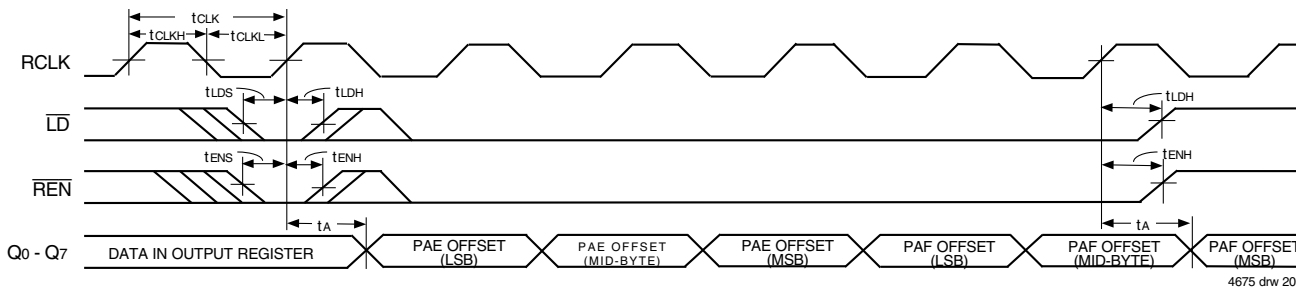 tCLK
tCLKH
tCLKL
RCLK
tLDS
tLDH
tLDH
LD
tENS
tENH
tENH
REN
tA
tA
Q0 - Q7
DATA IN OUTPUT REGISTER
PAE OFFSET
(LSB)
PAE OFFSET
(MID-BYTE)
PAE OFFSET
(MSB)
PAF OFFSET
(LSB)
PAF OFFSET
(MID-BYTE)
PAF OFFSET
(MSB)
4675 drw 20